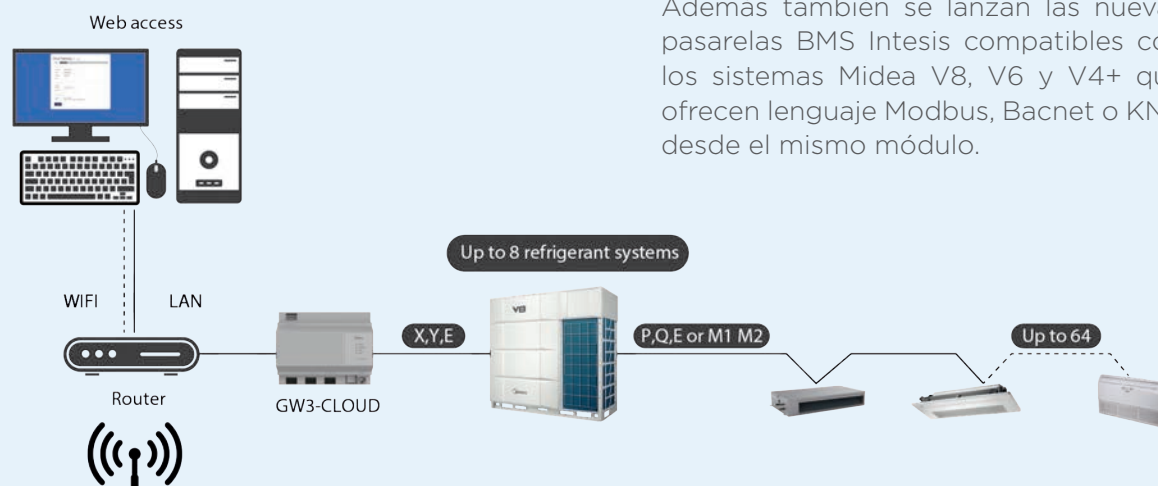 Además también se lanzan las nueva
pasarelas BMS Intesis compatibles co
los sistemas Midea V8, V6 y V4+ qu
ofrecen lenguaje Modbus, Bacnet o KN
desde el mismo módulo.
Web access
Up to 8 refrigerant systems
WIFI
LAN
V8
X,Y,E
P,Q,E or M1 M2
Up to 64
Midea
Router
GW3-CLOUD